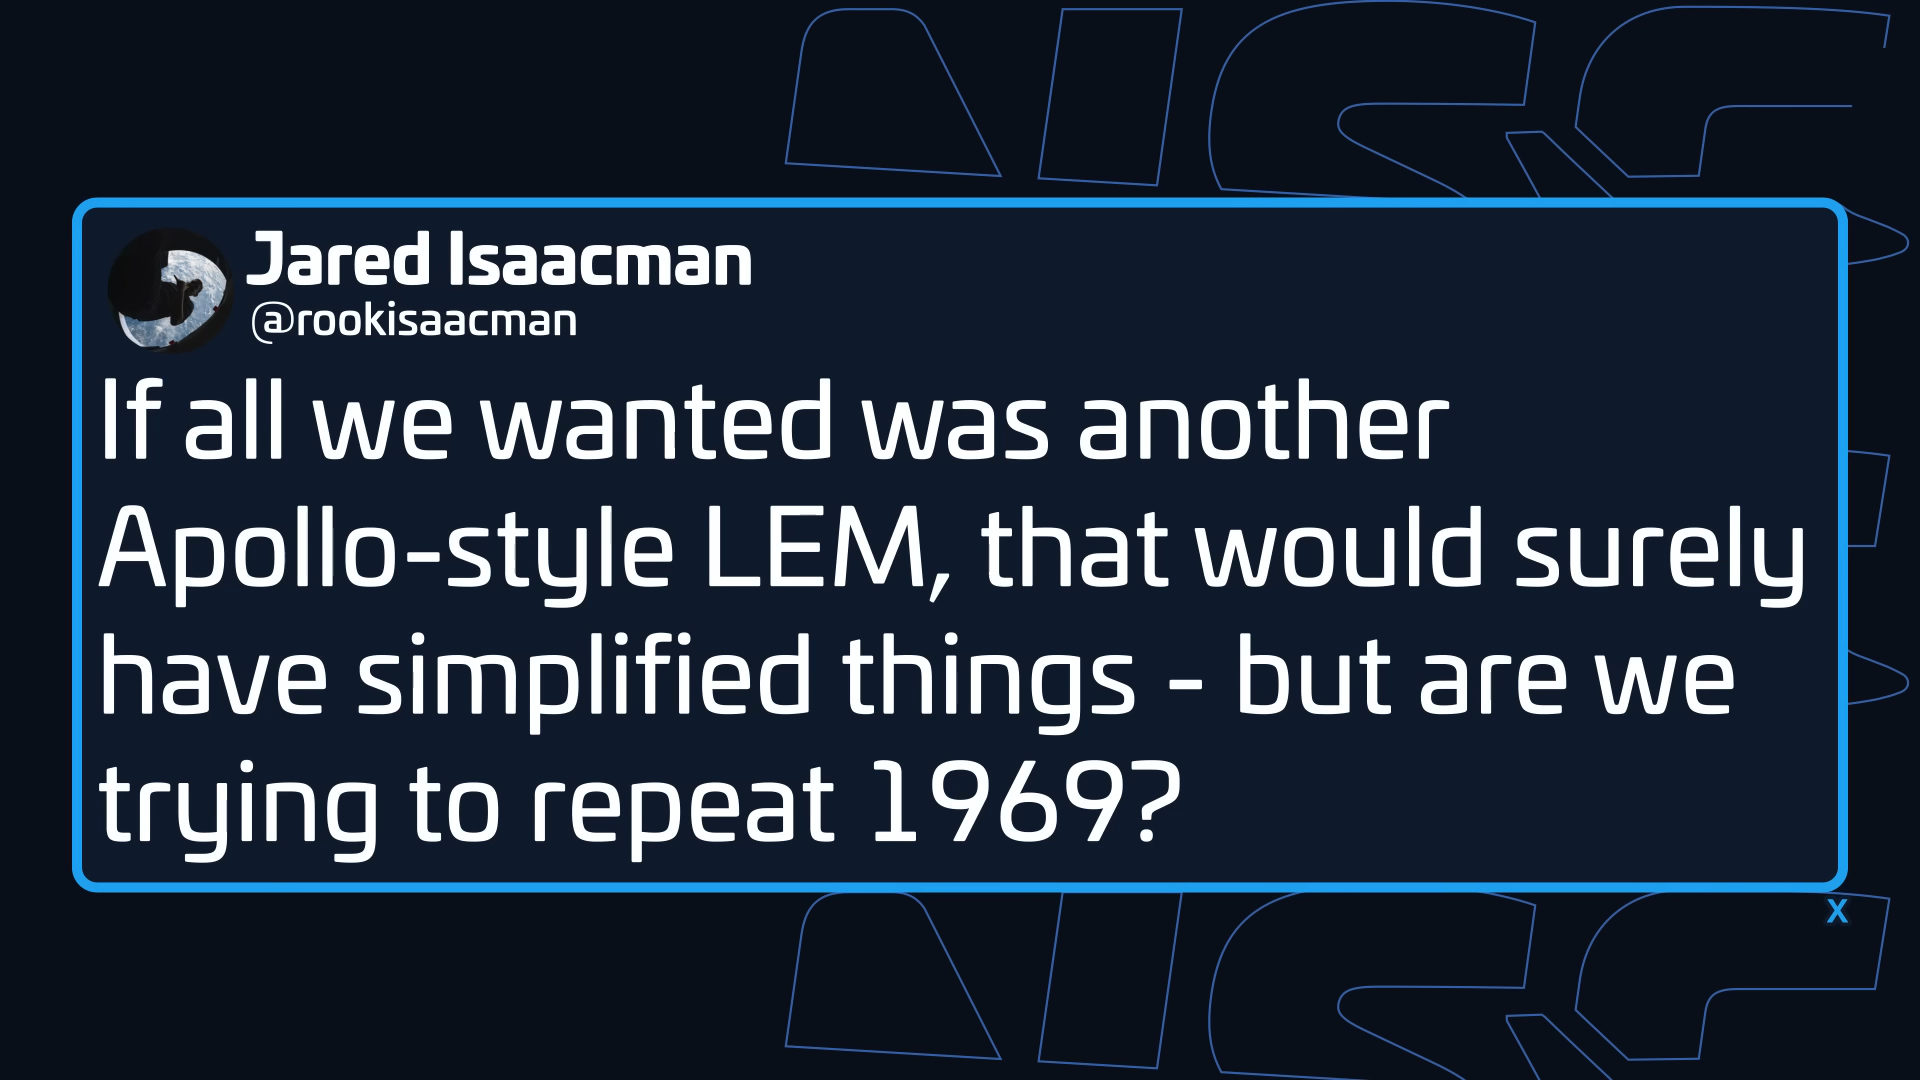 Jared Isaacman
@rookisaacman
If all we wanted was another
Apollo-style LEM, that would surely
have simplified things - but are we
trying to repeat 1969?
X